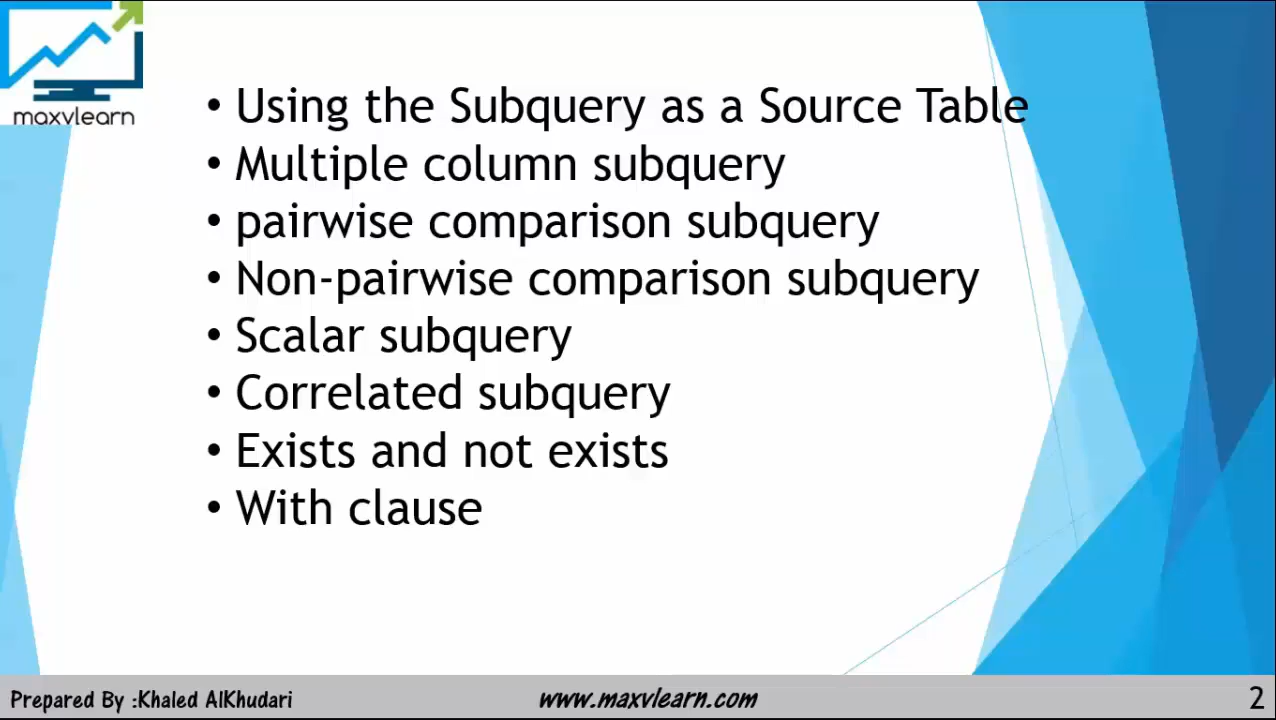 maxvlearn
• Using the Subquery as a Source Table
• Multiple column subquery
• pairwise comparison subquery
• Non-pairwise comparison subquery
• Scalar subquery
• Correlated subquery
• Exists and not exists
• With clause
Prepared By :Khaled AlKhudari
www.maxvlearn.com
2